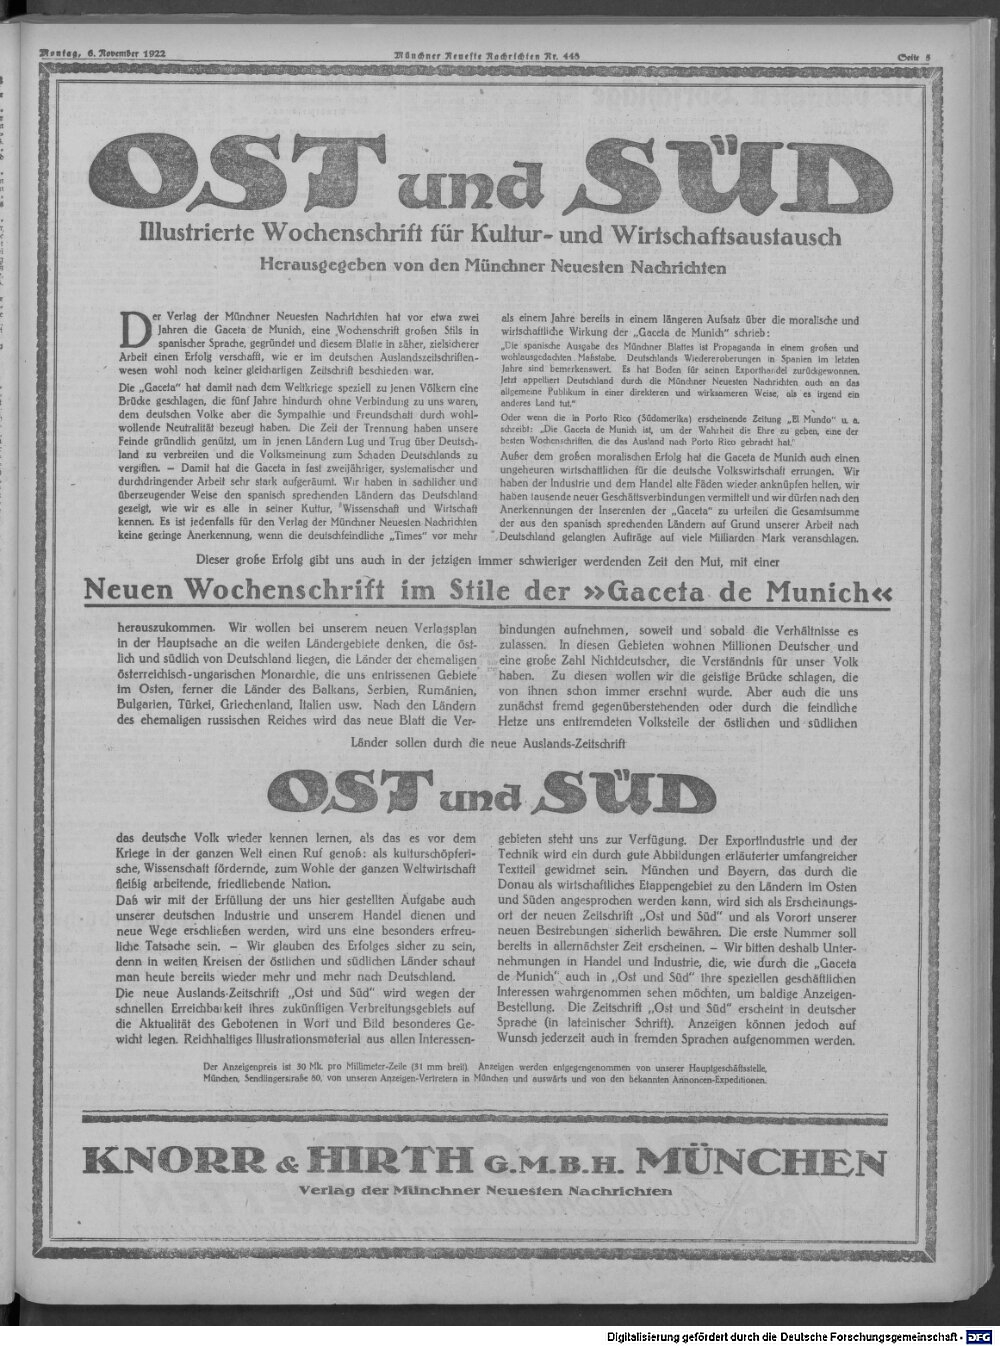 Montag, 6. November 1922
Münchner Neueste Nachrichten Nr. 448
Seite 5
OST und SÜD
Illustrierte Wochenschrift für Kultur- und Wirtschaftsaustausch
Herausgegeben von den Münchner Neuesten Nachrichten
Der Verlag der Münchner Neuesten Nachrichten hat vor etwa zwei
Jahren die Gaceta de Munich, eine Wochenschrift großen Stils in
spanischer Sprache, gegründet und diesem Blatte in zäher, zielsicherer
Arbeit einen Erfolg verschafft, wie er im deutschen Auslandszeitschriften-
wesen wohl noch keiner gleichartigen Zeitschrift beschieden war.
Die „Gaceta“ hat damit nach dem Weltkriege speziell zu jenen Völkern eine
Brücke geschlagen, die fünf Jahre hindurch ohne Verbindung zu uns waren,
dem deutschen Volke aber die Sympathie und Freundschaft durch wohl-
wollende Neutralität bezeugt haben. Die Zeit der Trennung haben unsere
Feinde gründlich genützt, um in jenen Ländern Lug und Trug über Deutsch-
land zu verbreiten und die Volksmeinung zum Schaden Deutschlands zu
vergiften. – Damit hat die Gaceta in fast zweijähriger, systematischer und
durchdringender Arbeit sehr stark aufgeräumt. Wir haben in sachlicher und
überzeugender Weise den spanisch sprechenden Ländern das Deutschland
gezeigt, wie wir es alle in seiner Kultur, Wissenschaft und Wirtschaft
kennen. Es ist jedenfalls für den Verlag der Münchner Neuesten Nachrichten
keine geringe Anerkennung, wenn die deutschfeindliche „Times“ vor mehr
als einem Jahre bereits in einem längeren Aufsatz über die moralische und
wirtschaftliche Wirkung der „Gaceta de Munich“ schrieb:
„Die spanische Ausgabe des Münchner Blattes ist Propaganda in einem großen und
wohlausgedachten Maßstabe. Deutschlands Wiedereroberungen in Spanien im letzten
Jahre sind bemerkenswert. Es hat Boden für seinen Exporthandel zurückgewonnen.
Jetzt appelliert Deutschland durch die Münchner Neuesten Nachrichten auch an das
allgemeine Publikum in einer direkteren und wirksameren Weise, als es irgend ein
anderes Land tut.“
Oder wenn die in Porto Rico (Südamerika) erscheinende Zeitung „El Mundo“ u. a.
schreibt: „Die Gaceta de Munich ist, um der Wahrheit die Ehre zu geben, eine der
besten Wochenschriften, die das Ausland nach Porto Rico gebracht hat.“
Außer dem großen moralischen Erfolg hat die Gaceta de Munich auch einen
ungeheuren wirtschaftlichen für die deutsche Volkswirtschaft errungen. Wir
haben der Industrie und dem Handel alte Fäden wieder anknüpfen helfen, wir
haben tausende neuer Geschäftsverbindungen vermittelt und wir dürfen nach den
Anerkennungen der Inserenten der „Gaceta“ zu urteilen die Gesamtsumme
der aus den spanisch sprechenden Ländern auf Grund unserer Arbeit nach
Deutschland gelangten Aufträge auf viele Milliarden Mark veranschlagen.
Dieser große Erfolg gibt uns auch in der jetzigen immer schwieriger werdenden Zeit den Mut, mit einer
Neuen Wochenschrift im Stile der »Gaceta de Munich«
herauszukommen. Wir wollen bei unserem neuen Verlagsplan
in der Hauptsache an die weiten Ländergebiete denken, die öst-
lich und südlich von Deutschland liegen, die Länder der ehemaligen
österreichisch-ungarischen Monarchie, die uns entrissenen Gebiete
im Osten, ferner die Länder des Balkans, Serbien, Rumänien,
Bulgarien, Türkei, Griechenland, Italien usw. Nach den Ländern
des ehemaligen russischen Reiches wird das neue Blatt die Ver-
bindungen aufnehmen, soweit und sobald die Verhältnisse es
zulassen. In diesen Gebieten wohnen Millionen Deutscher und
eine große Zahl Nichtdeutscher, die Verständnis für unser Volk
haben. Zu diesen wollen wir die geistige Brücke schlagen, die
von ihnen schon immer ersehnt wurde. Aber auch die uns
zunächst fremd gegenüberstehenden oder durch die feindliche
Hetze uns entfremdeten Volksteile der östlichen und südlichen
Länder sollen durch die neue Auslands-Zeitschrift
OST und SÜD
das deutsche Volk wieder kennen lernen, als das es vor dem
Kriege in der ganzen Welt einen Ruf genoß: als kulturschöpferi-
sche, Wissenschaft fördernde, zum Wohle der ganzen Weltwirtschaft
fleißig arbeitende, friedliebende Nation.
Daß wir mit der Erfüllung der uns hier gestellten Aufgabe auch
unserer deutschen Industrie und unserem Handel dienen und
neue Wege erschließen werden, wird uns eine besonders erfreu-
liche Tatsache sein. – Wir glauben des Erfolges sicher zu sein,
denn in weiten Kreisen der östlichen und südlichen Länder schaut
man heute bereits wieder mehr und mehr nach Deutschland.
Die neue Auslands-Zeitschrift „Ost und Süd“ wird wegen der
schnellen Erreichbarkeit ihres zukünftigen Verbreitungsgebiets auf
die Aktualität des Gebotenen in Wort und Bild besonderes Ge-
wicht legen. Reichhaltiges Illustrationsmaterial aus allen Interessen-
gebieten steht uns zur Verfügung. Der Exportindustrie und der
Technik wird ein durch gute Abbildungen erläuterter umfangreicher
Textteil gewidmet sein. München und Bayern, das durch die
Donau als wirtschaftliches Etappengebiet zu den Ländern im Osten
und Süden angesprochen werden kann, wird sich als Erscheinungs-
ort der neuen Zeitschrift „Ost und Süd“ und als Vorort unserer
neuen Bestrebungen sicherlich bewähren. Die erste Nummer soll
bereits in allernächster Zeit erscheinen. – Wir bitten deshalb Unter-
nehmungen in Handel und Industrie, die, wie durch die „Gaceta
de Munich“ auch in „Ost und Süd“ ihre speziellen geschäftlichen
Interessen wahrgenommen sehen möchten, um baldige Anzeigen-
Bestellung. Die Zeitschrift „Ost und Süd“ erscheint in deutscher
Sprache (in lateinischer Schrift). Anzeigen können jedoch auf
Wunsch jederzeit auch in fremden Sprachen aufgenommen werden.
Der Anzeigenpreis ist 30 Mk. pro Millimeter-Zeile (31 mm breit). Anzeigen werden entgegengenommen von unserer Hauptgeschäftsstelle,
München, Sendlingerstraße 80, von unseren Anzeigen-Vertretern in München und auswärts und von den bekannten Annoncen-Expeditionen.
KNORR & HIRTH G.M.B.H. MÜNCHEN
Verlag der Münchner Neuesten Nachrichten
Digitalisierung gefördert durch die Deutsche Forschungsgemeinschaft - DFG